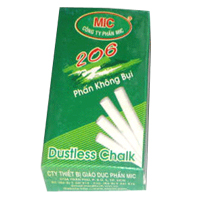 MIC
CÔNG TY PHẤN MIC
206
Phấn Không Bụi
Dustless Chalk
CTY THIẾT BỊ GIÁO DỤC PHẤN MIC